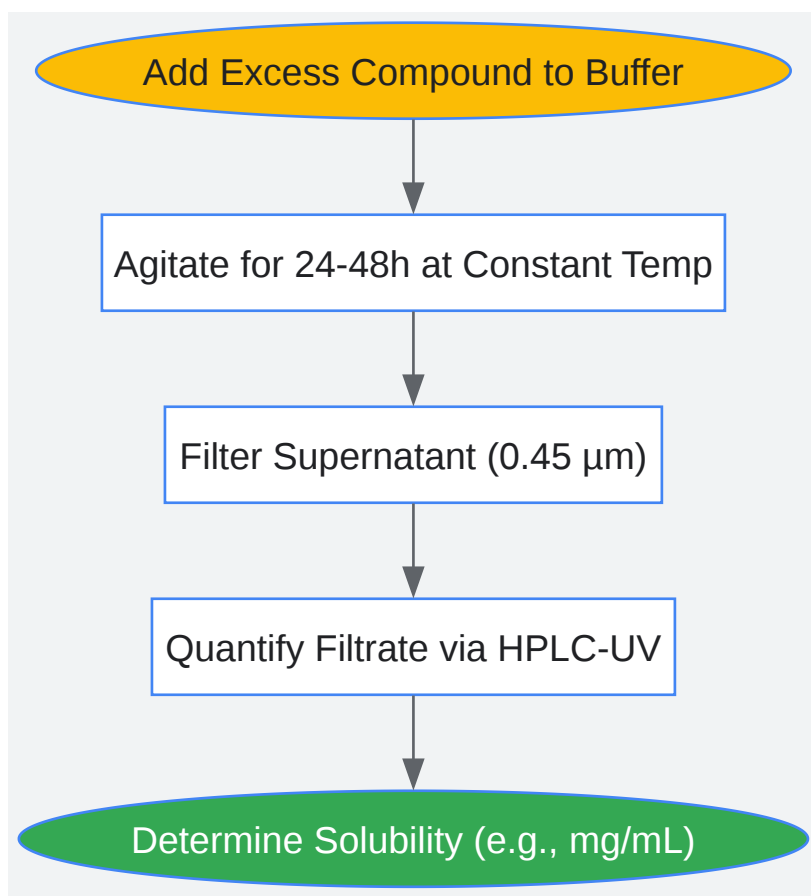 Add Excess Compound to Buffer
Agitate for 24-48h at Constant Temp
Filter Supernatant (0.45 µm)
Quantify Filtrate via HPLC-UV
Determine Solubility (e.g., mg/mL)